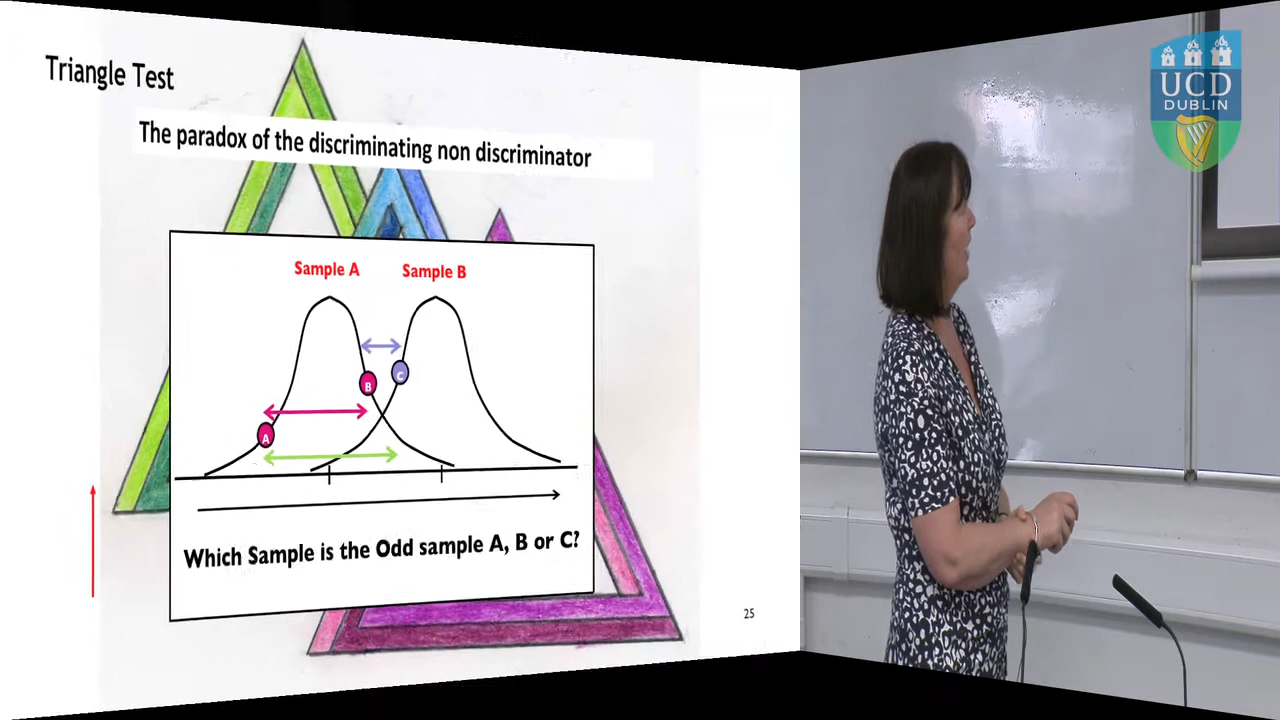 Triangle Test
The paradox of the discriminating non discriminator
Sample A
Sample B
B
C
A
Which Sample is the Odd sample A, B or C?
25
UCD
DUBLIN